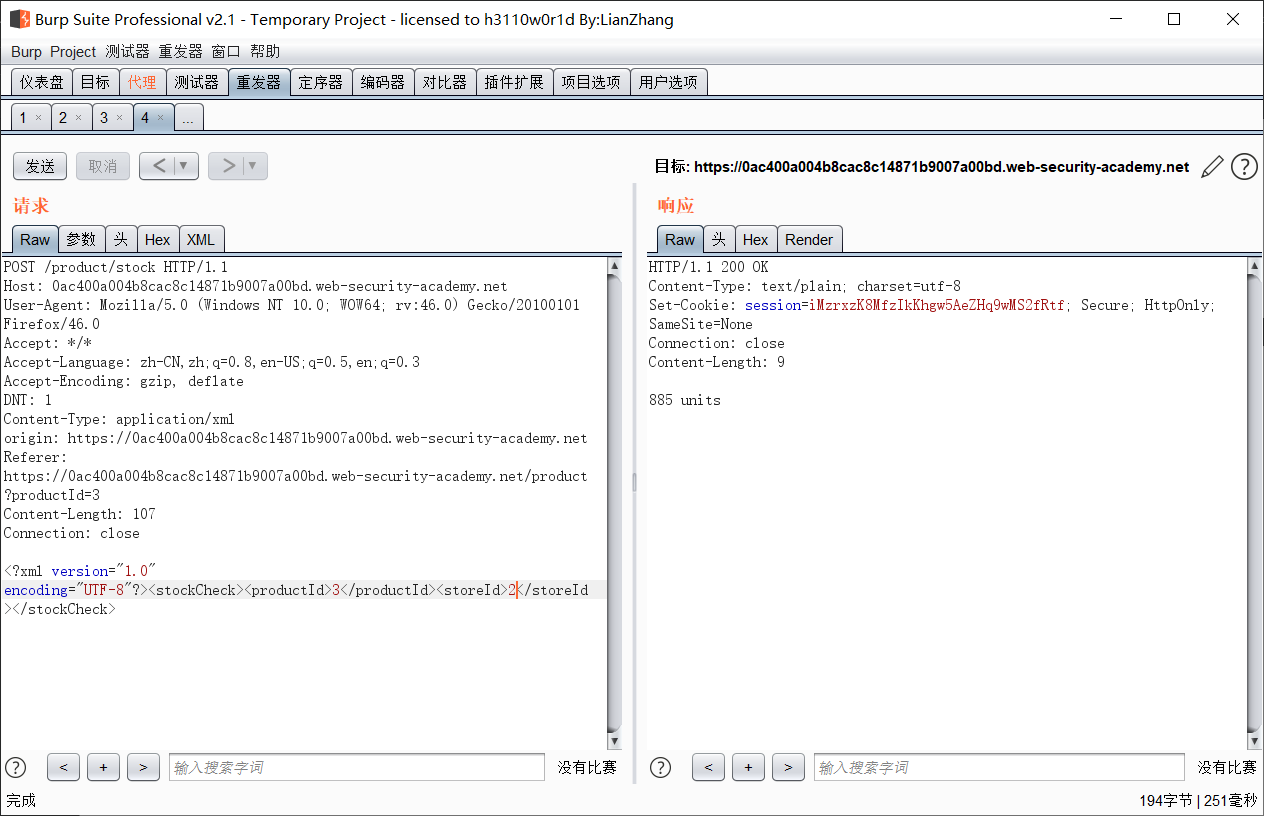 Burp Suite Professional v2.1 - Temporary Project - licensed to h3110w0r1d By:LianZhang
Burp Project 测试器 重发器 窗口 帮助
仪表盘 目标 代理 测试器 重发器 定序器 编码器 对比器 插件扩展 项目选项 用户选项
1 × 2 × 3 × 4 × ...
发送 取消 < ▼ > ▼ 目标: https://0ac400a004b8cac8c14871b9007a00bd.web-security-academy.net ?
请求
Raw 参数 头 Hex XML
POST /product/stock HTTP/1.1
Host: 0ac400a004b8cac8c14871b9007a00bd.web-security-academy.net
User-Agent: Mozilla/5.0 (Windows NT 10.0; WOW64; rv:46.0) Gecko/20100101
Firefox/46.0
Accept: */*
Accept-Language: zh-CN,zh;q=0.8,en-US;q=0.5,en;q=0.3
Accept-Encoding: gzip, deflate
DNT: 1
Content-Type: application/xml
origin: https://0ac400a004b8cac8c14871b9007a00bd.web-security-academy.net
Referer:
https://0ac400a004b8cac8c14871b9007a00bd.web-security-academy.net/product
?productId=3
Content-Length: 107
Connection: close
<?xml version="1.0"
encoding="UTF-8"?><stockCheck><productId>3</productId><storeId>2</storeId
></stockCheck>
? < + > 输入搜索字词 没有比赛
响应
Raw 头 Hex Render
HTTP/1.1 200 OK
Content-Type: text/plain; charset=utf-8
Set-Cookie: session=iMzrxzK8MfzIkKhgw5AeZHq9wMS2fRtf; Secure; HttpOnly;
SameSite=None
Connection: close
Content-Length: 9
885 units
? < + > 输入搜索字词 没有比赛
完成 194字节 | 251毫秒